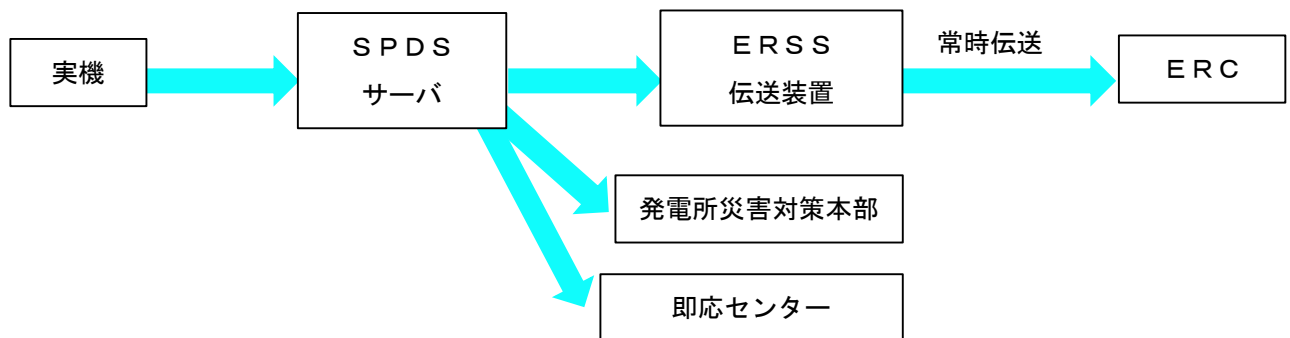 実機
ＳＰＤＳ
サーバ
ＥＲＳＳ
伝送装置
常時伝送
ＥＲＣ
発電所災害対策本部
即応センター